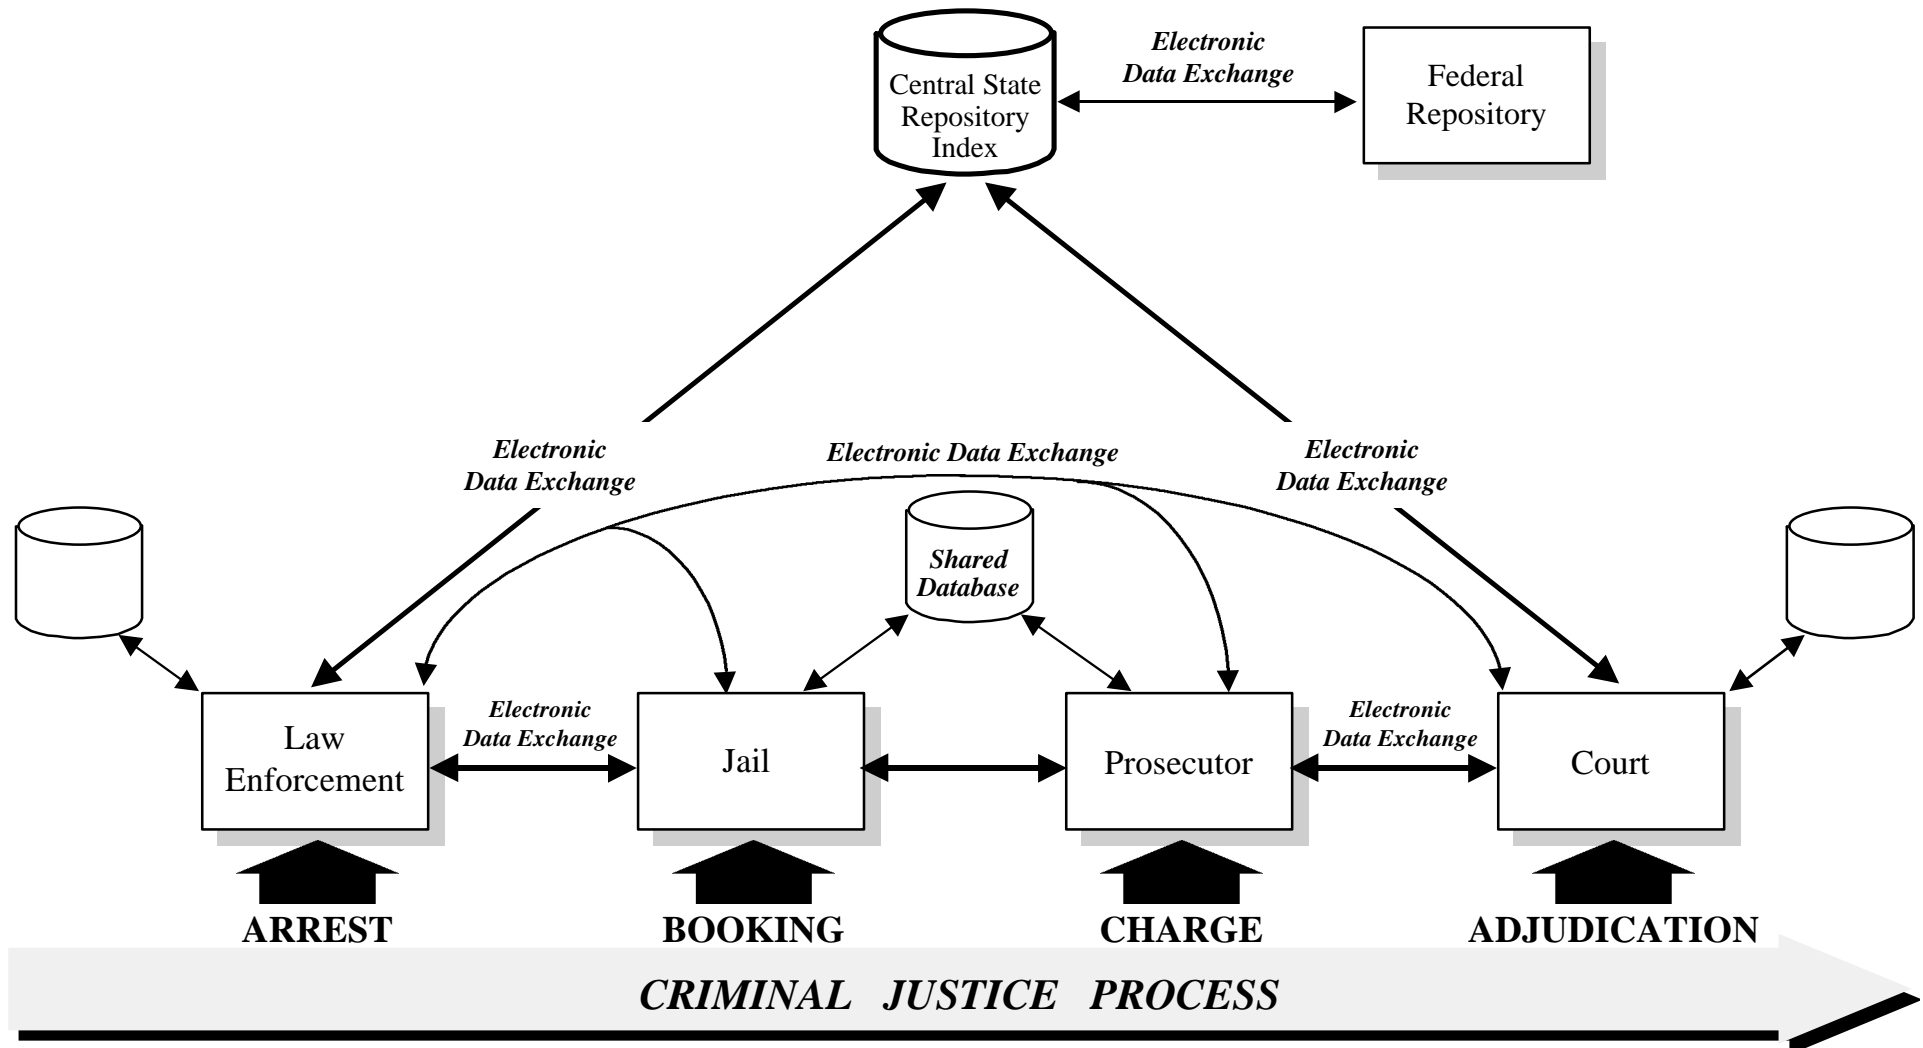 Electronic
Data Exchange
Central State
Repository
Index
Federal
Repository
Electronic
Data Exchange
Electronic Data Exchange
Electronic
Data Exchange
Shared
Database
Law
Enforcement
Electronic
Data Exchange
Jail
Prosecutor
Electronic
Data Exchange
Court
ARREST
BOOKING
CHARGE
ADJUDICATION
CRIMINAL JUSTICE PROCESS